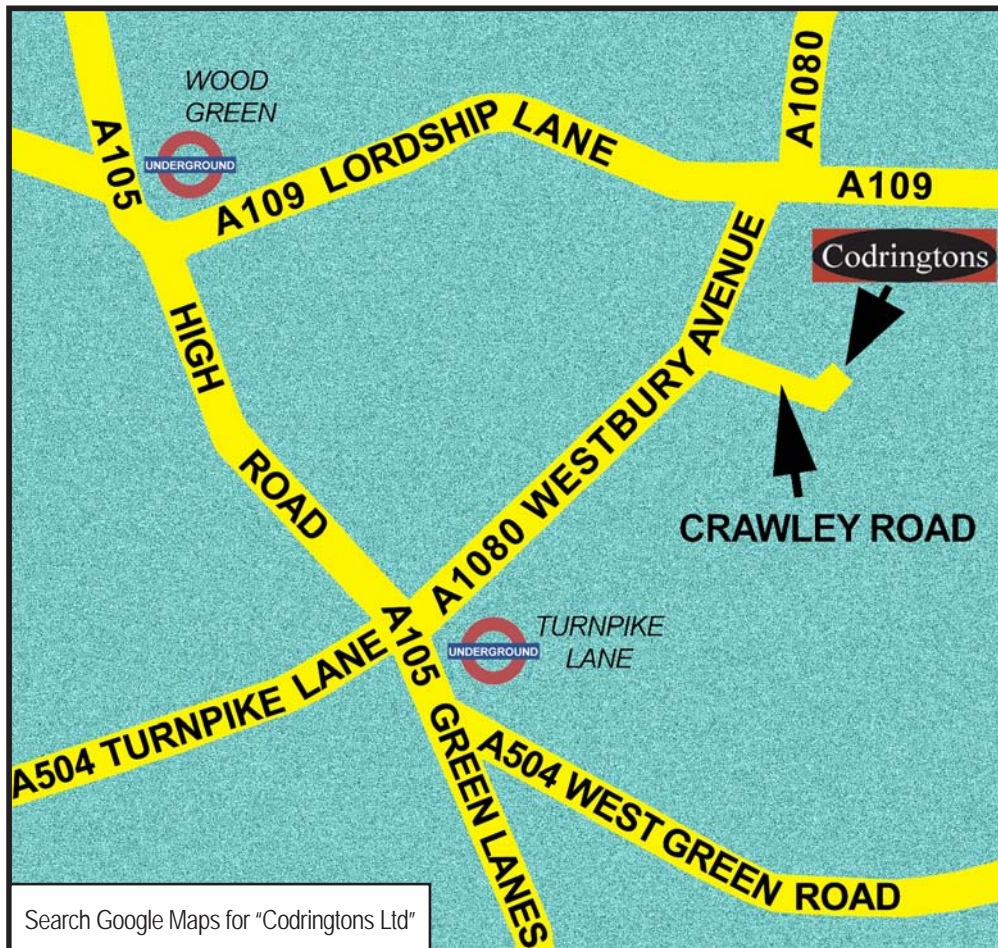 WOOD
GREEN
UNDERGROUND
A105
A109 LORDSHIP LANE
A1080
A109
Codringtons
HIGH ROAD
A1080 WESTBURY AVENUE
CRAWLEY ROAD
TURNPIKE
LANE
UNDERGROUND
A504 TURNPIKE LANE
A105 GREEN LANES
A504 WEST GREEN ROAD
Search Google Maps for “Codringtons Ltd”